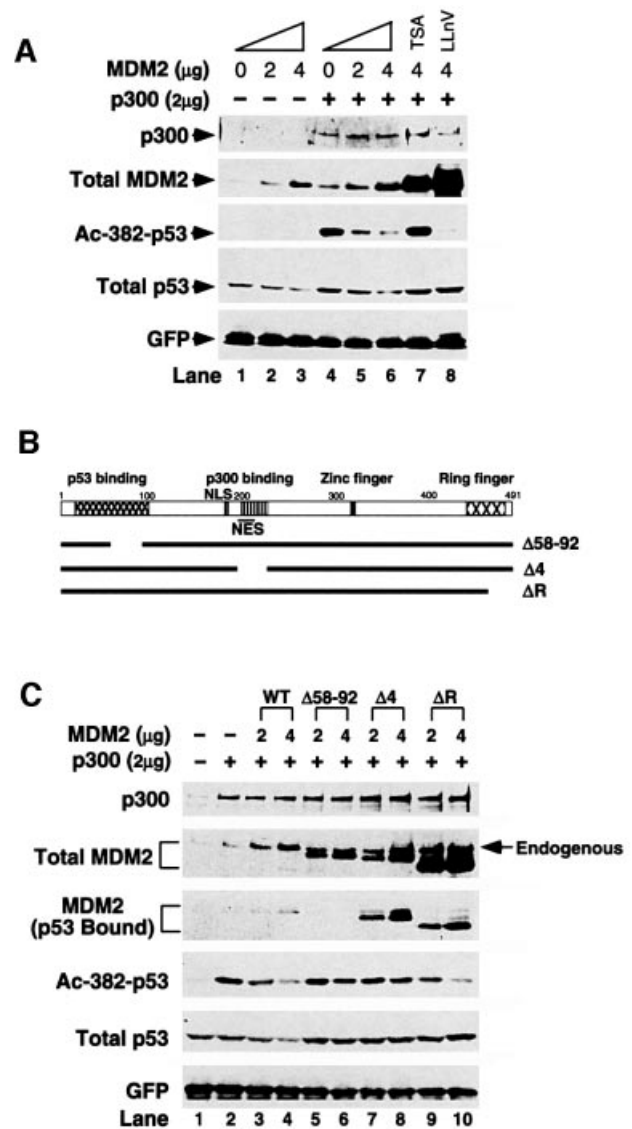 A
TSA
LLnV
MDM2 (µg) 0 2 4 0 2 4 4 4
p300 (2µg) – – – + + + + +
p300
Total MDM2
Ac-382-p53
Total p53
GFP
Lane 1 2 3 4 5 6 7 8
B
p53 binding p300 binding Zinc finger Ring finger
1 100 NLS 200 300 400 491
NES
Δ58-92
Δ4
ΔR
C
WT Δ58-92 Δ4 ΔR
MDM2 (µg) – – 2 4 2 4 2 4 2 4
p300 (2µg) – + + + + + + + + +
p300
Total MDM2
Endogenous
MDM2
(p53 Bound)
Ac-382-p53
Total p53
GFP
Lane 1 2 3 4 5 6 7 8 9 10